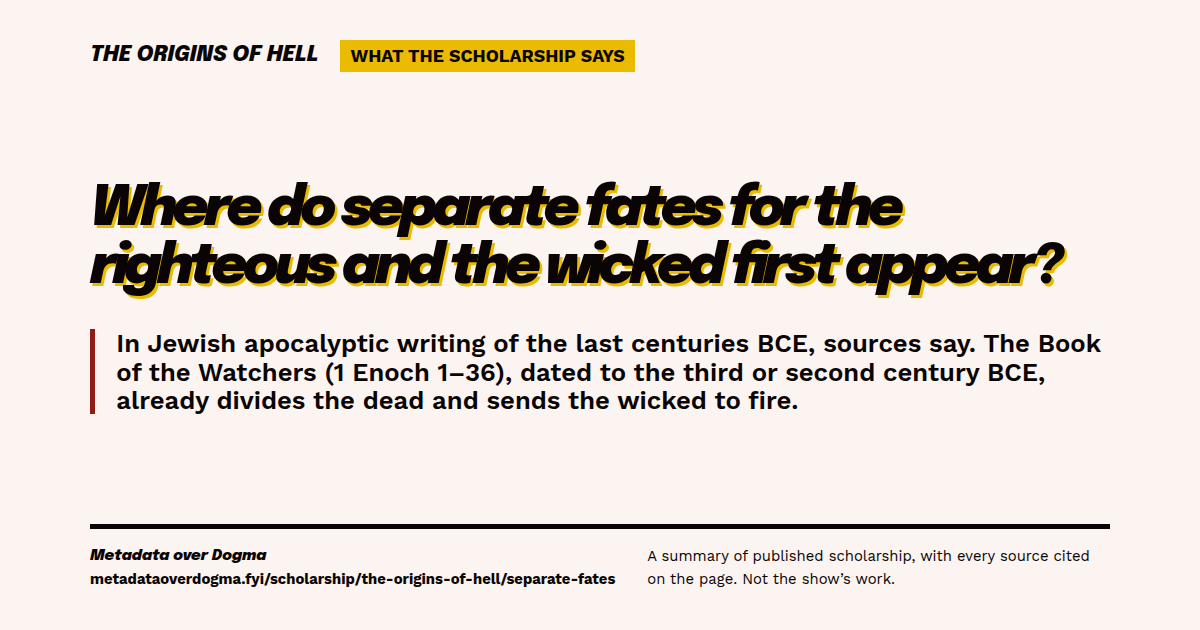 THE ORIGINS OF HELL
WHAT THE SCHOLARSHIP SAYS
Where do separate fates for the
righteous and the wicked first appear?
In Jewish apocalyptic writing of the last centuries BCE, sources say. The Book
of the Watchers (1 Enoch 1–36), dated to the third or second century BCE,
already divides the dead and sends the wicked to fire.
Metadata over Dogma
metadataoverdogma.fyi/scholarship/the-origins-of-hell/separate-fates
A summary of published scholarship, with every source cited
on the page. Not the show’s work.